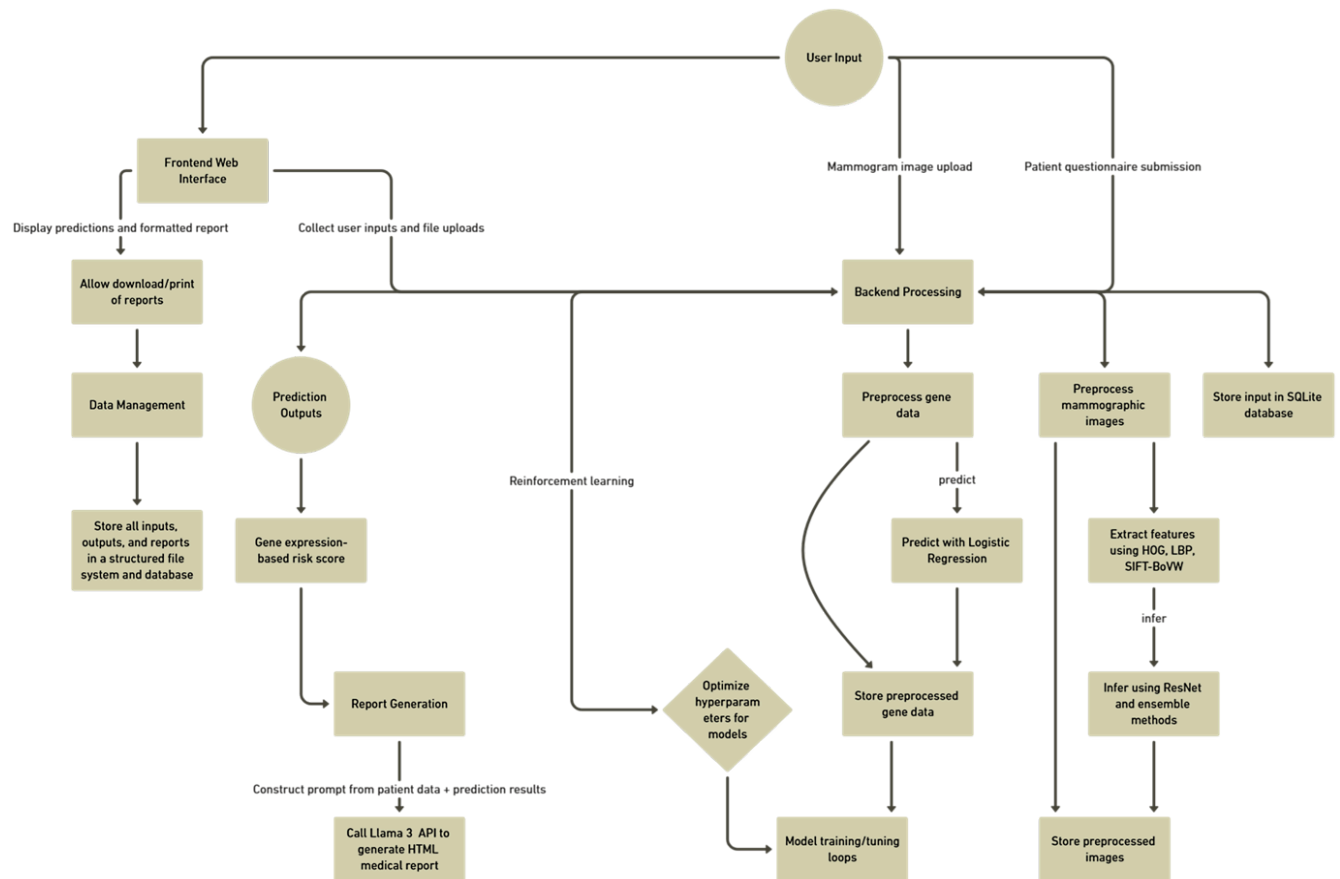 User Input
Frontend Web
Interface
Mammogram image upload
Patient questionnaire submission
Display predictions and formatted report
Collect user inputs and file uploads
Allow download/print
of reports
Backend Processing
Data Management
Prediction
Outputs
Preprocess gene
data
Preprocess
mammographic
images
Store input in SQLite
database
Reinforcement learning
predict
Store all inputs,
outputs, and reports
in a structured file
system and database
Gene expression-
based risk score
Predict with Logistic
Regression
Extract features
using HOG, LBP,
SIFT-BoVW
infer
Report Generation
Optimize
hyperparam
eters for
models
Store preprocessed
gene data
Infer using ResNet
and ensemble
methods
Construct prompt from patient data + prediction results
Call Llama 3 API to
generate HTML
medical report
Model training/tuning
loops
Store preprocessed
images